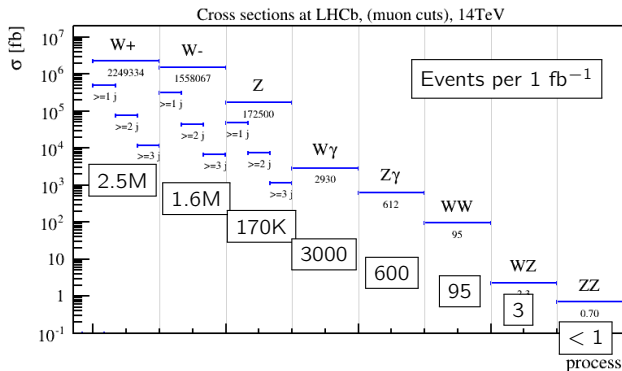 Cross sections at LHCb, (muon cuts), 14TeV
σ [fb]
10⁷
10⁶
10⁵
10⁴
10³
10²
10
1
10⁻¹
Events per 1 fb⁻¹
W+
2249334
>=1 j
>=2 j
>=3 j
2.5M
W-
1558067
>=1 j
>=2 j
>=3 j
1.6M
Z
172500
>=1 j
>=2 j
>=3 j
170K
Wγ
2930
3000
Zγ
612
600
WW
95
95
WZ
3
ZZ
0.70
< 1
process